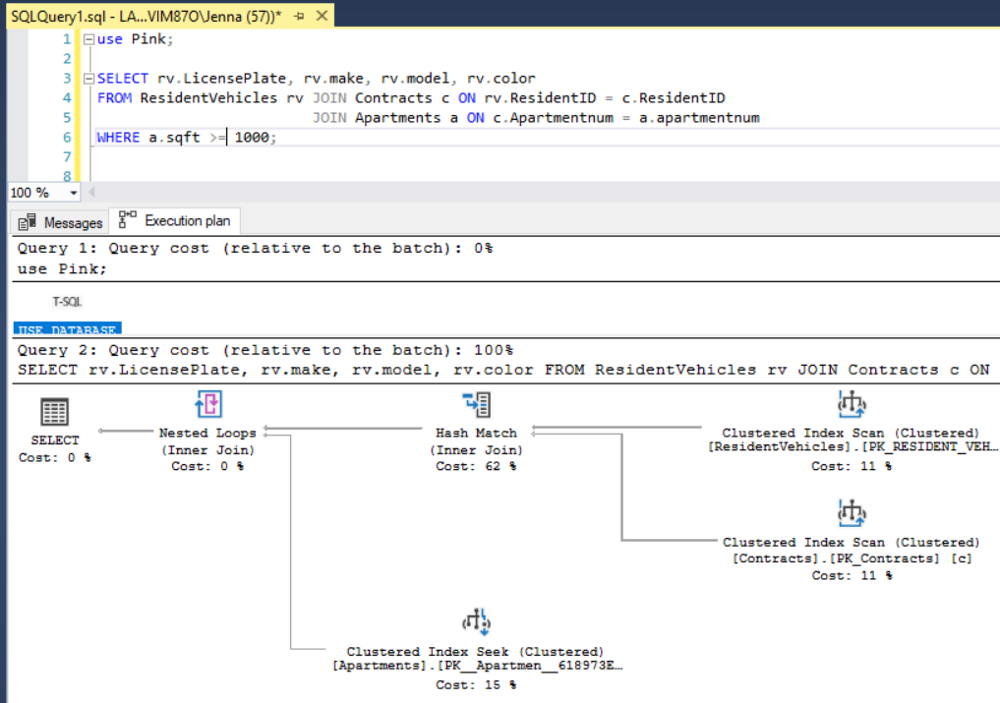 SQLQuery1.sql - LA...VIM87O\Jenna (57))*
1 use Pink;
2
3 SELECT rv.LicensePlate, rv.make, rv.model, rv.color
4 FROM ResidentVehicles rv JOIN Contracts c ON rv.ResidentID = c.ResidentID
5 JOIN Apartments a ON c.Apartmentnum = a.apartmentnum
6 WHERE a.sqft >= 1000;
7
8
100 %
Messages Execution plan
Query 1: Query cost (relative to the batch): 0%
use Pink;
T-SQL
USE DATABASE
Query 2: Query cost (relative to the batch): 100%
SELECT rv.LicensePlate, rv.make, rv.model, rv.color FROM ResidentVehicles rv JOIN Contracts c ON
SELECT
Cost: 0 %
Nested Loops
(Inner Join)
Cost: 0 %
Hash Match
(Inner Join)
Cost: 62 %
Clustered Index Scan (Clustered)
[ResidentVehicles].[PK_RESIDENT_VEH...
Cost: 11 %
Clustered Index Scan (Clustered)
[Contracts].[PK_Contracts] [c]
Cost: 11 %
Clustered Index Seek (Clustered)
[Apartments].[PK__Apartmen__618973E...
Cost: 15 %